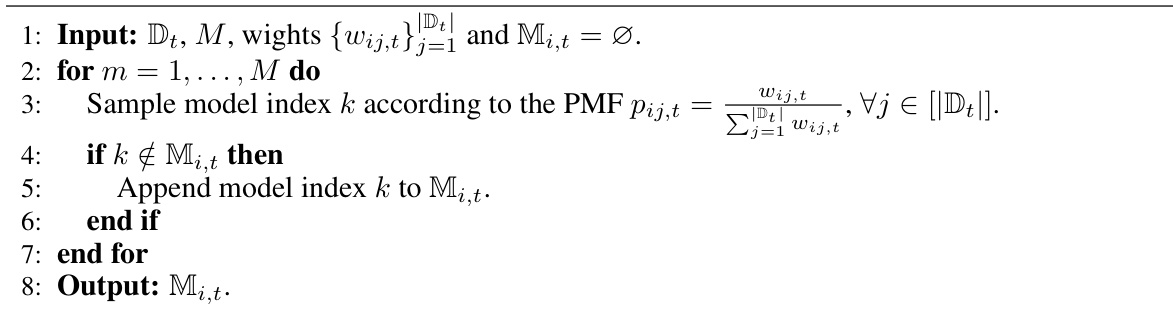 1: Input: 𝔻_t, M, wights {w_{ij,t}}_{j=1}^{|𝔻_t|} and 𝕄_{i,t} = ∅.
2: for m = 1, . . . , M do
3: Sample model index k according to the PMF p_{ij,t} = \frac{w_{ij,t}}{\sum_{j=1}^{|𝔻_t|} w_{ij,t}}, ∀j ∈ [|𝔻_t|].
4: if k ∉ 𝕄_{i,t} then
5: Append model index k to 𝕄_{i,t}.
6: end if
7: end for
8: Output: 𝕄_{i,t}.